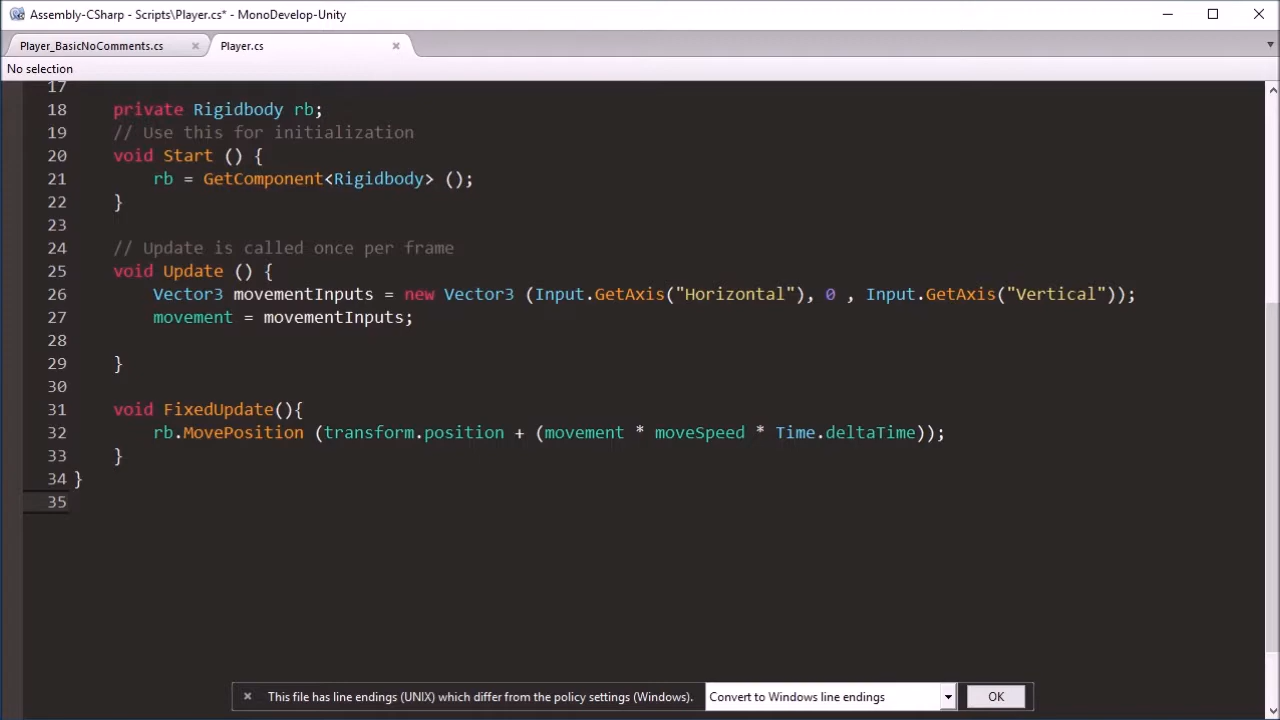 Assembly-CSharp - Scripts\Player.cs* - MonoDevelop-Unity
Player_BasicNoComments.cs
Player.cs
No selection
17
18 private Rigidbody rb;
19 // Use this for initialization
20 void Start () {
21 rb = GetComponent<Rigidbody> ();
22 }
23
24 // Update is called once per frame
25 void Update () {
26 Vector3 movementInputs = new Vector3 (Input.GetAxis("Horizontal"), 0 , Input.GetAxis("Vertical"));
27 movement = movementInputs;
28
29 }
30
31 void FixedUpdate(){
32 rb.MovePosition (transform.position + (movement * moveSpeed * Time.deltaTime));
33 }
34 }
35
This file has line endings (UNIX) which differ from the policy settings (Windows). Convert to Windows line endings OK